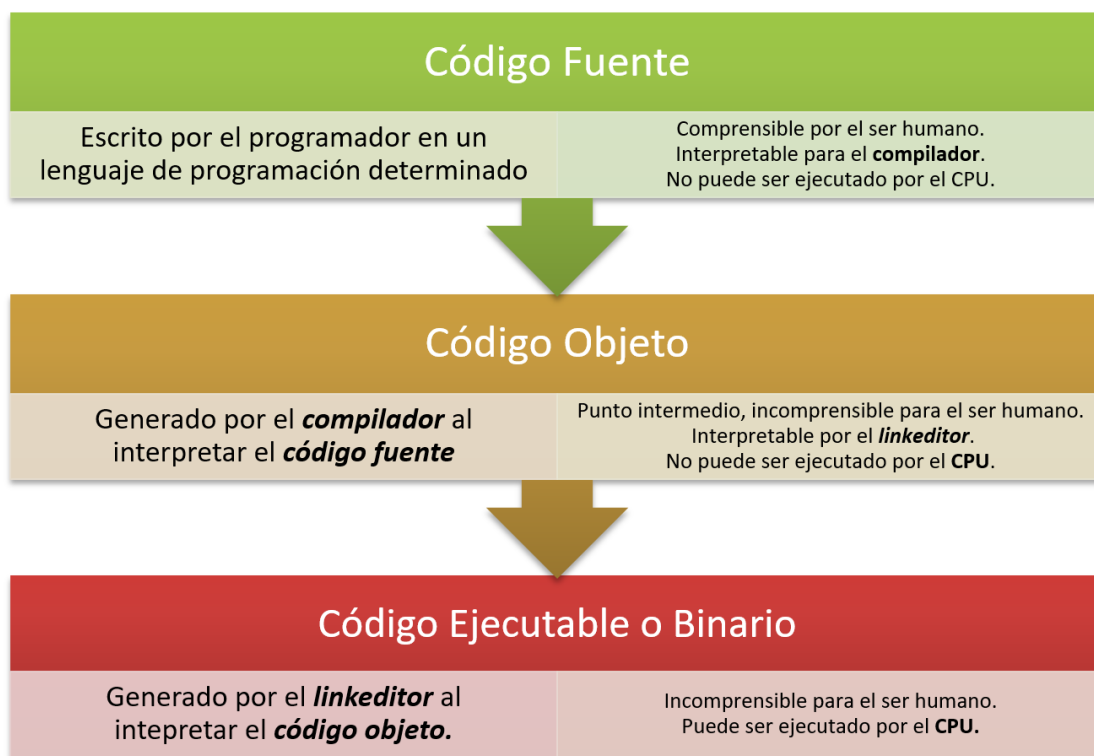 Código Fuente
Escrito por el programador en un
lenguaje de programación determinado
Comprensible por el ser humano.
Interpretable para el compilador.
No puede ser ejecutado por el CPU.
Código Objeto
Generado por el compilador al
interpretar el código fuente
Punto intermedio, incomprensible para el ser humano.
Interpretable por el linkeditor.
No puede ser ejecutado por el CPU.
Código Ejecutable o Binario
Generado por el linkeditor al
intepretar el código objeto.
Incomprensible para el ser humano.
Puede ser ejecutado por el CPU.